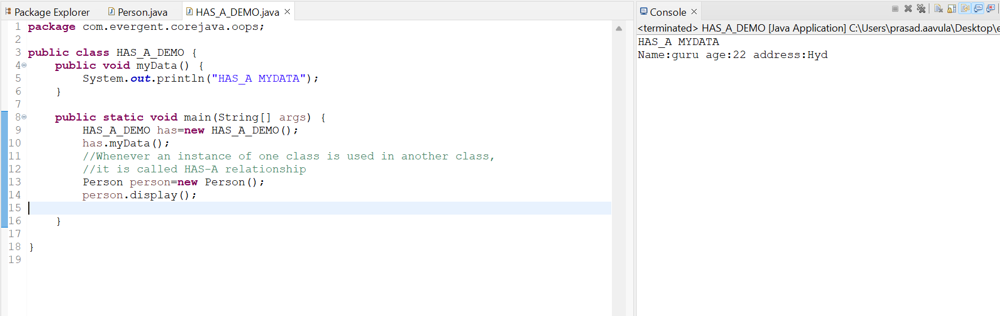 Package Explorer Person.java HAS_A_DEMO.java
1 package com.evergent.corejava.oops;
2
3 public class HAS_A_DEMO {
4 public void myData() {
5 System.out.println("HAS_A MYDATA");
6 }
7
8 public static void main(String[] args) {
9 HAS_A_DEMO has=new HAS_A_DEMO();
10 has.myData();
11 //Whenever an instance of one class is used in another class,
12 //it is called HAS-A relationship
13 Person person=new Person();
14 person.display();
15
16 }
17
18 }
19
Console
<terminated> HAS_A_DEMO [Java Application] C:\Users\prasad.aavula\Desktop\e
HAS_A MYDATA
Name:guru age:22 address:Hyd